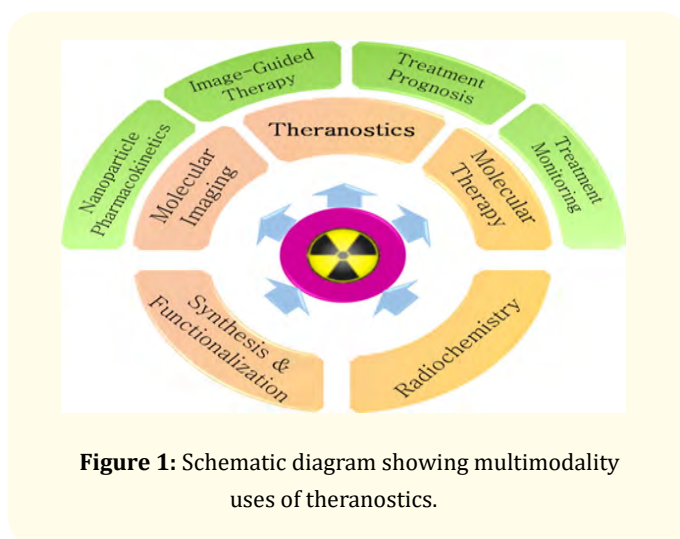 Image-Guided
Therapy
Treatment
Prognosis
Nanoparticle
Pharmacokinetics
Molecular
Imaging
Theranostics
Molecular
Therapy
Treatment
Monitoring
Synthesis &
Functionalization
Radiochemistry
Figure 1: Schematic diagram showing multimodality
uses of theranostics.